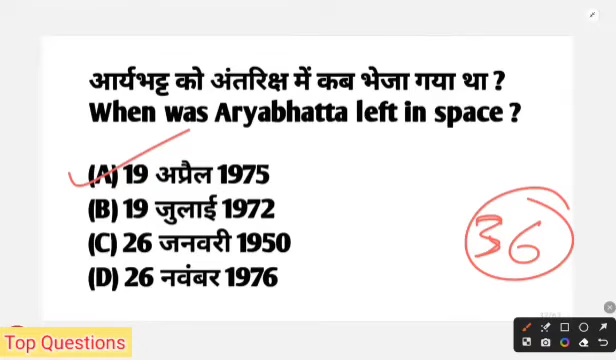 आर्यभट्ट को अंतरिक्ष में कब भेजा गया था ?
When was Aryabhatta left in space ?
(A) 19 अप्रैल 1975
(B) 19 जुलाई 1972
(C) 26 जनवरी 1950
(D) 26 नवंबर 1976
36
Top Questions